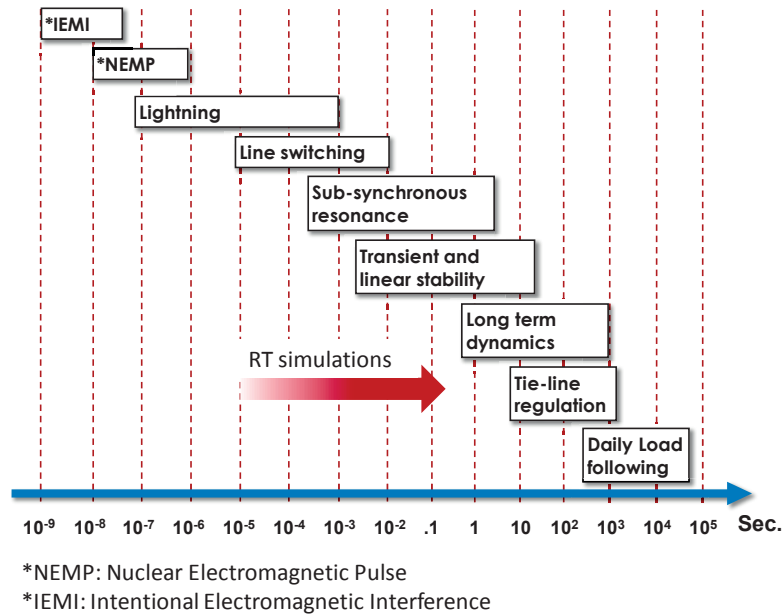 *IEMI
*NEMP
Lightning
Line switching
Sub-synchronous
resonance
Transient and
linear stability
Long term
dynamics
RT simulations
Tie-line
regulation
Daily Load
following
10⁻⁹ 10⁻⁸ 10⁻⁷ 10⁻⁶ 10⁻⁵ 10⁻⁴ 10⁻³ 10⁻² .1 1 10 10² 10³ 10⁴ 10⁵ Sec.
*NEMP: Nuclear Electromagnetic Pulse
*IEMI: Intentional Electromagnetic Interference